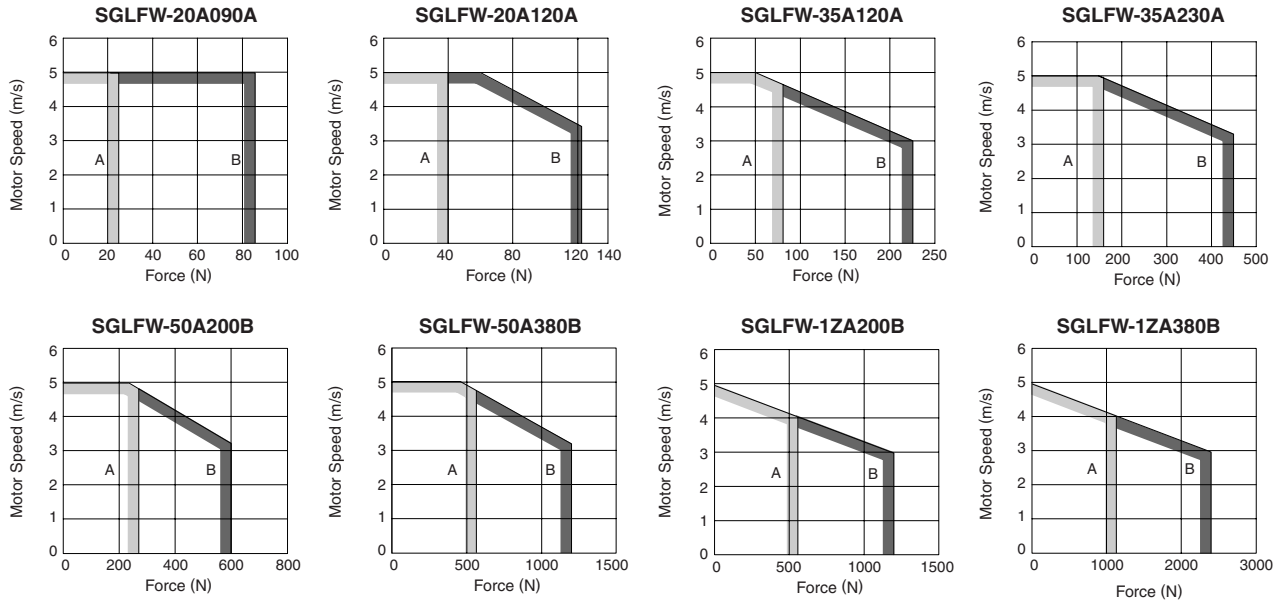 SGLFW-20A090A
6
5
4
3
2
1
0
Motor Speed (m/s)
A
B
0 20 40 60 80 100
Force (N)
SGLFW-20A120A
6
5
4
3
2
1
0
Motor Speed (m/s)
A
B
0 40 80 120 140
Force (N)
SGLFW-35A120A
6
5
4
3
2
1
0
Motor Speed (m/s)
A
B
0 50 100 150 200 250
Force (N)
SGLFW-35A230A
6
5
4
3
2
1
0
Motor Speed (m/s)
A
B
0 100 200 300 400 500
Force (N)
SGLFW-50A200B
6
5
4
3
2
1
0
Motor Speed (m/s)
A
B
0 200 400 600 800
Force (N)
SGLFW-50A380B
6
5
4
3
2
1
0
Motor Speed (m/s)
A
B
0 500 1000 1500
Force (N)
SGLFW-1ZA200B
6
5
4
3
2
1
0
Motor Speed (m/s)
A
B
0 500 1000 1500
Force (N)
SGLFW-1ZA380B
6
5
4
3
2
1
0
Motor Speed (m/s)
A
B
0 1000 2000 3000
Force (N)